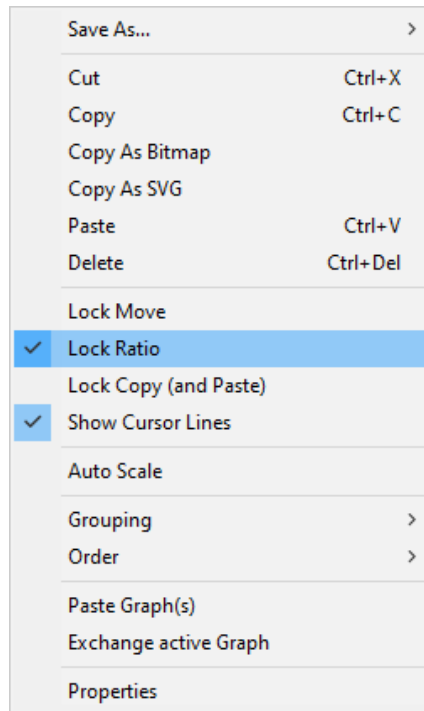 Save As...
Cut Ctrl+X
Copy Ctrl+C
Copy As Bitmap
Copy As SVG
Paste Ctrl+V
Delete Ctrl+Del
Lock Move
Lock Ratio
Lock Copy (and Paste)
Show Cursor Lines
Auto Scale
Grouping
Order
Paste Graph(s)
Exchange active Graph
Properties